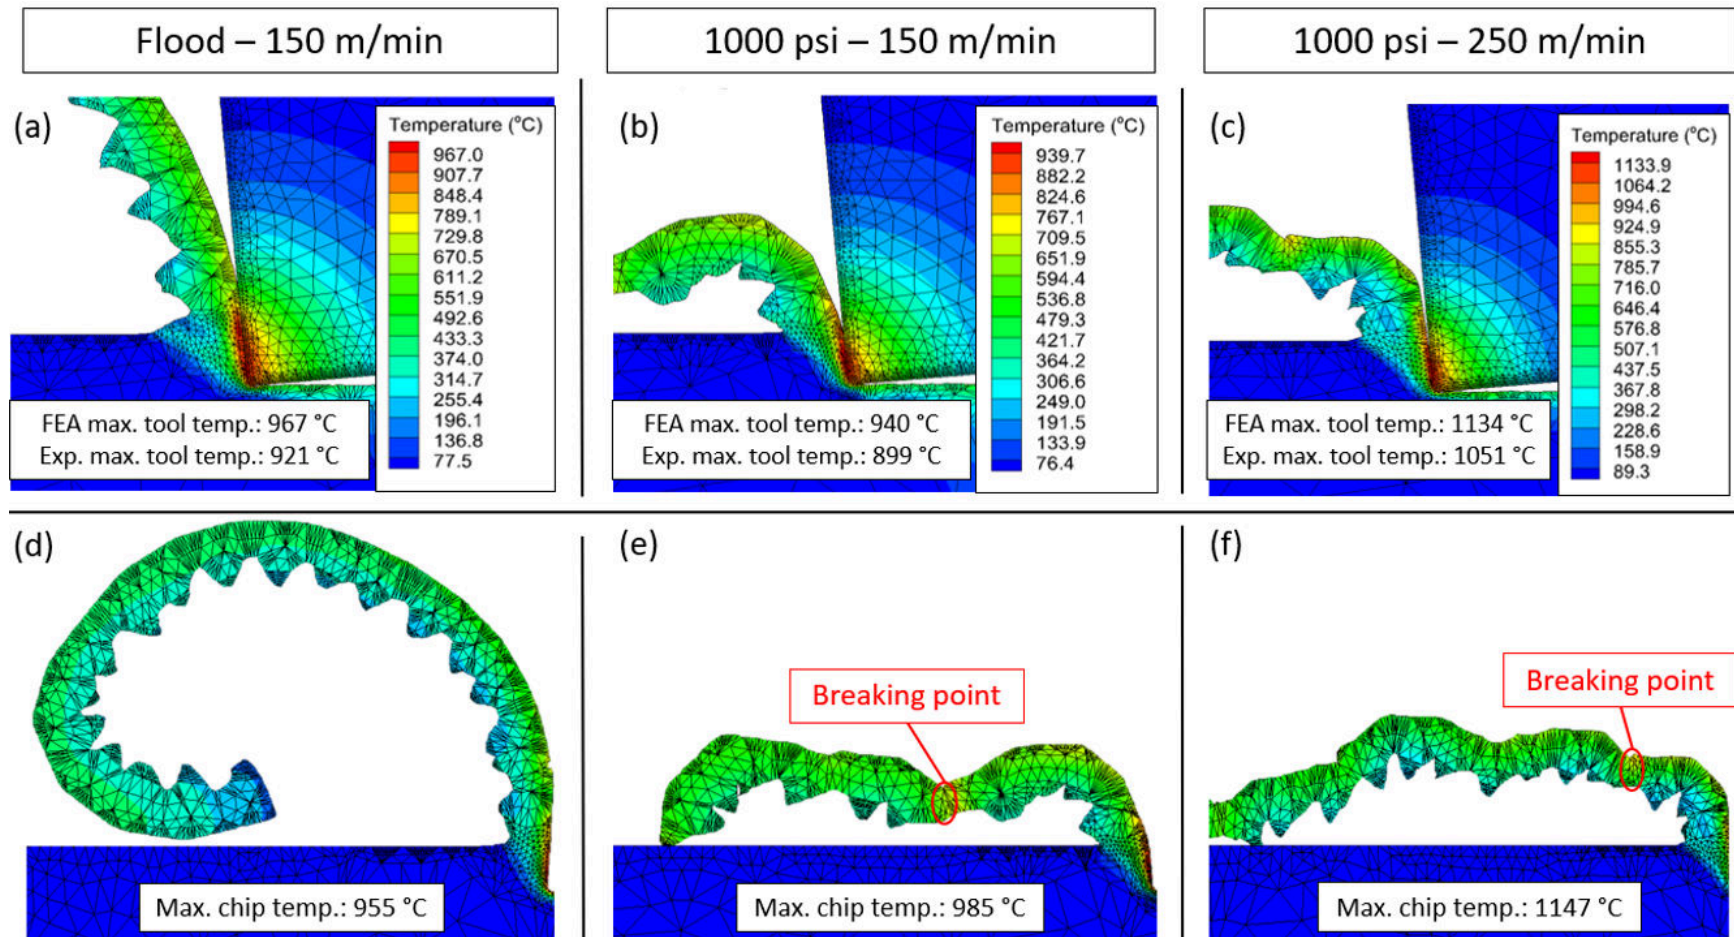 Flood – 150 m/min
1000 psi – 150 m/min
1000 psi – 250 m/min
(a)
Temperature (°C)
967.0
907.7
848.4
789.1
729.8
670.5
611.2
551.9
492.6
433.3
374.0
314.7
255.4
196.1
136.8
77.5
FEA max. tool temp.: 967 °C
Exp. max. tool temp.: 921 °C
(b)
Temperature (°C)
939.7
882.2
824.6
767.1
709.5
651.9
594.4
536.8
479.3
421.7
364.2
306.6
249.0
191.5
133.9
76.4
FEA max. tool temp.: 940 °C
Exp. max. tool temp.: 899 °C
(c)
Temperature (°C)
1133.9
1064.2
994.6
924.9
855.3
785.7
716.0
646.4
576.8
507.1
437.5
367.8
298.2
228.6
158.9
89.3
FEA max. tool temp.: 1134 °C
Exp. max. tool temp.: 1051 °C
(d)
Max. chip temp.: 955 °C
(e)
Breaking point
Max. chip temp.: 985 °C
(f)
Breaking point
Max. chip temp.: 1147 °C